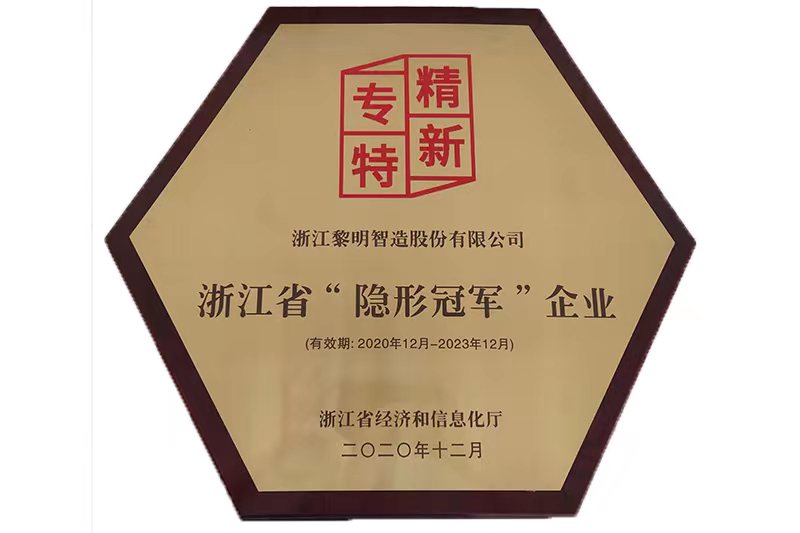 专精
特新
浙江黎明智造股份有限公司
浙江省“隐形冠军”企业
(有效期: 2020年12月-2023年12月)
浙江省经济和信息化厅
二〇二〇年十二月